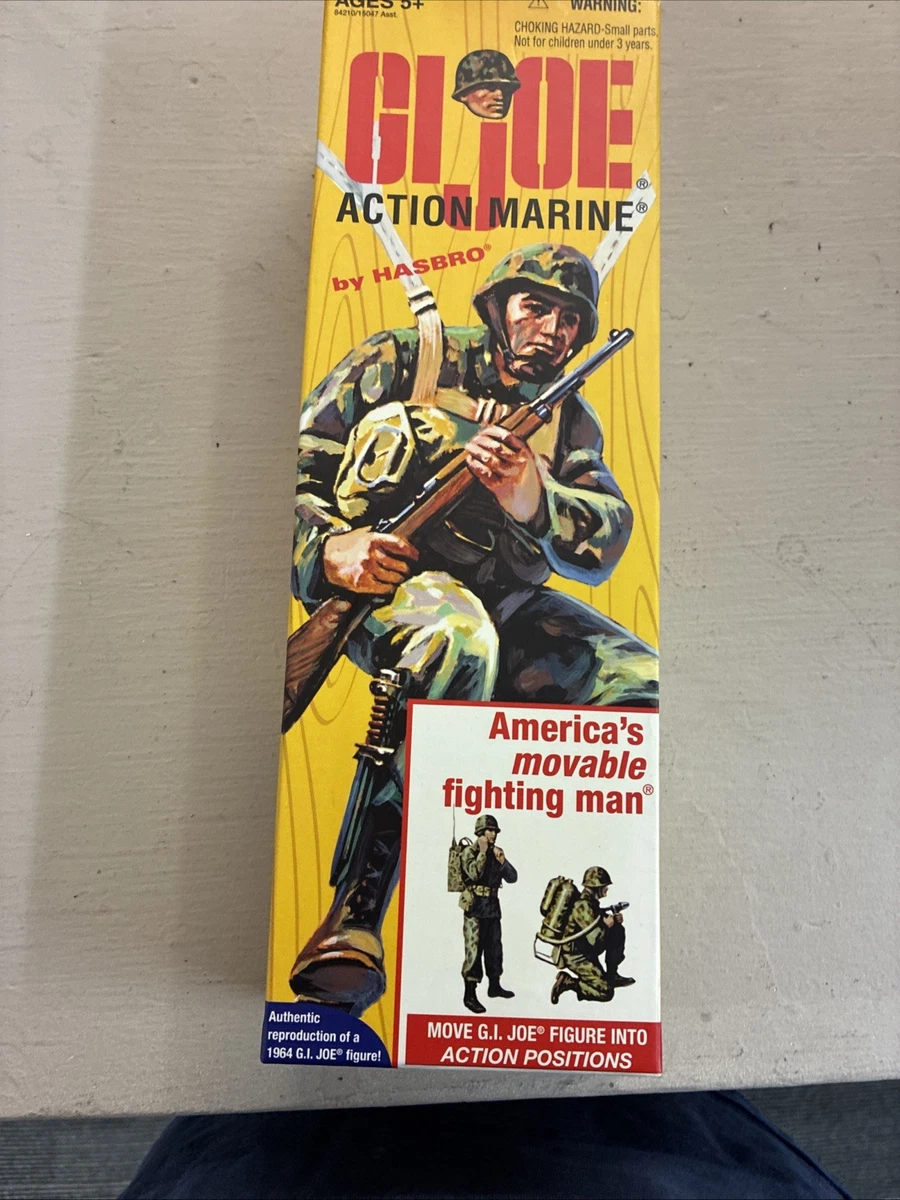 AGES 5+
84210/15047 Asst.
⚠ WARNING:
CHOKING HAZARD-Small parts.
Not for children under 3 years.
GI JOE®
ACTION MARINE®
by HASBRO®
America's
movable
fighting man®
MOVE G.I. JOE® FIGURE INTO
ACTION POSITIONS
Authentic
reproduction of a
1964 G.I. JOE® figure!